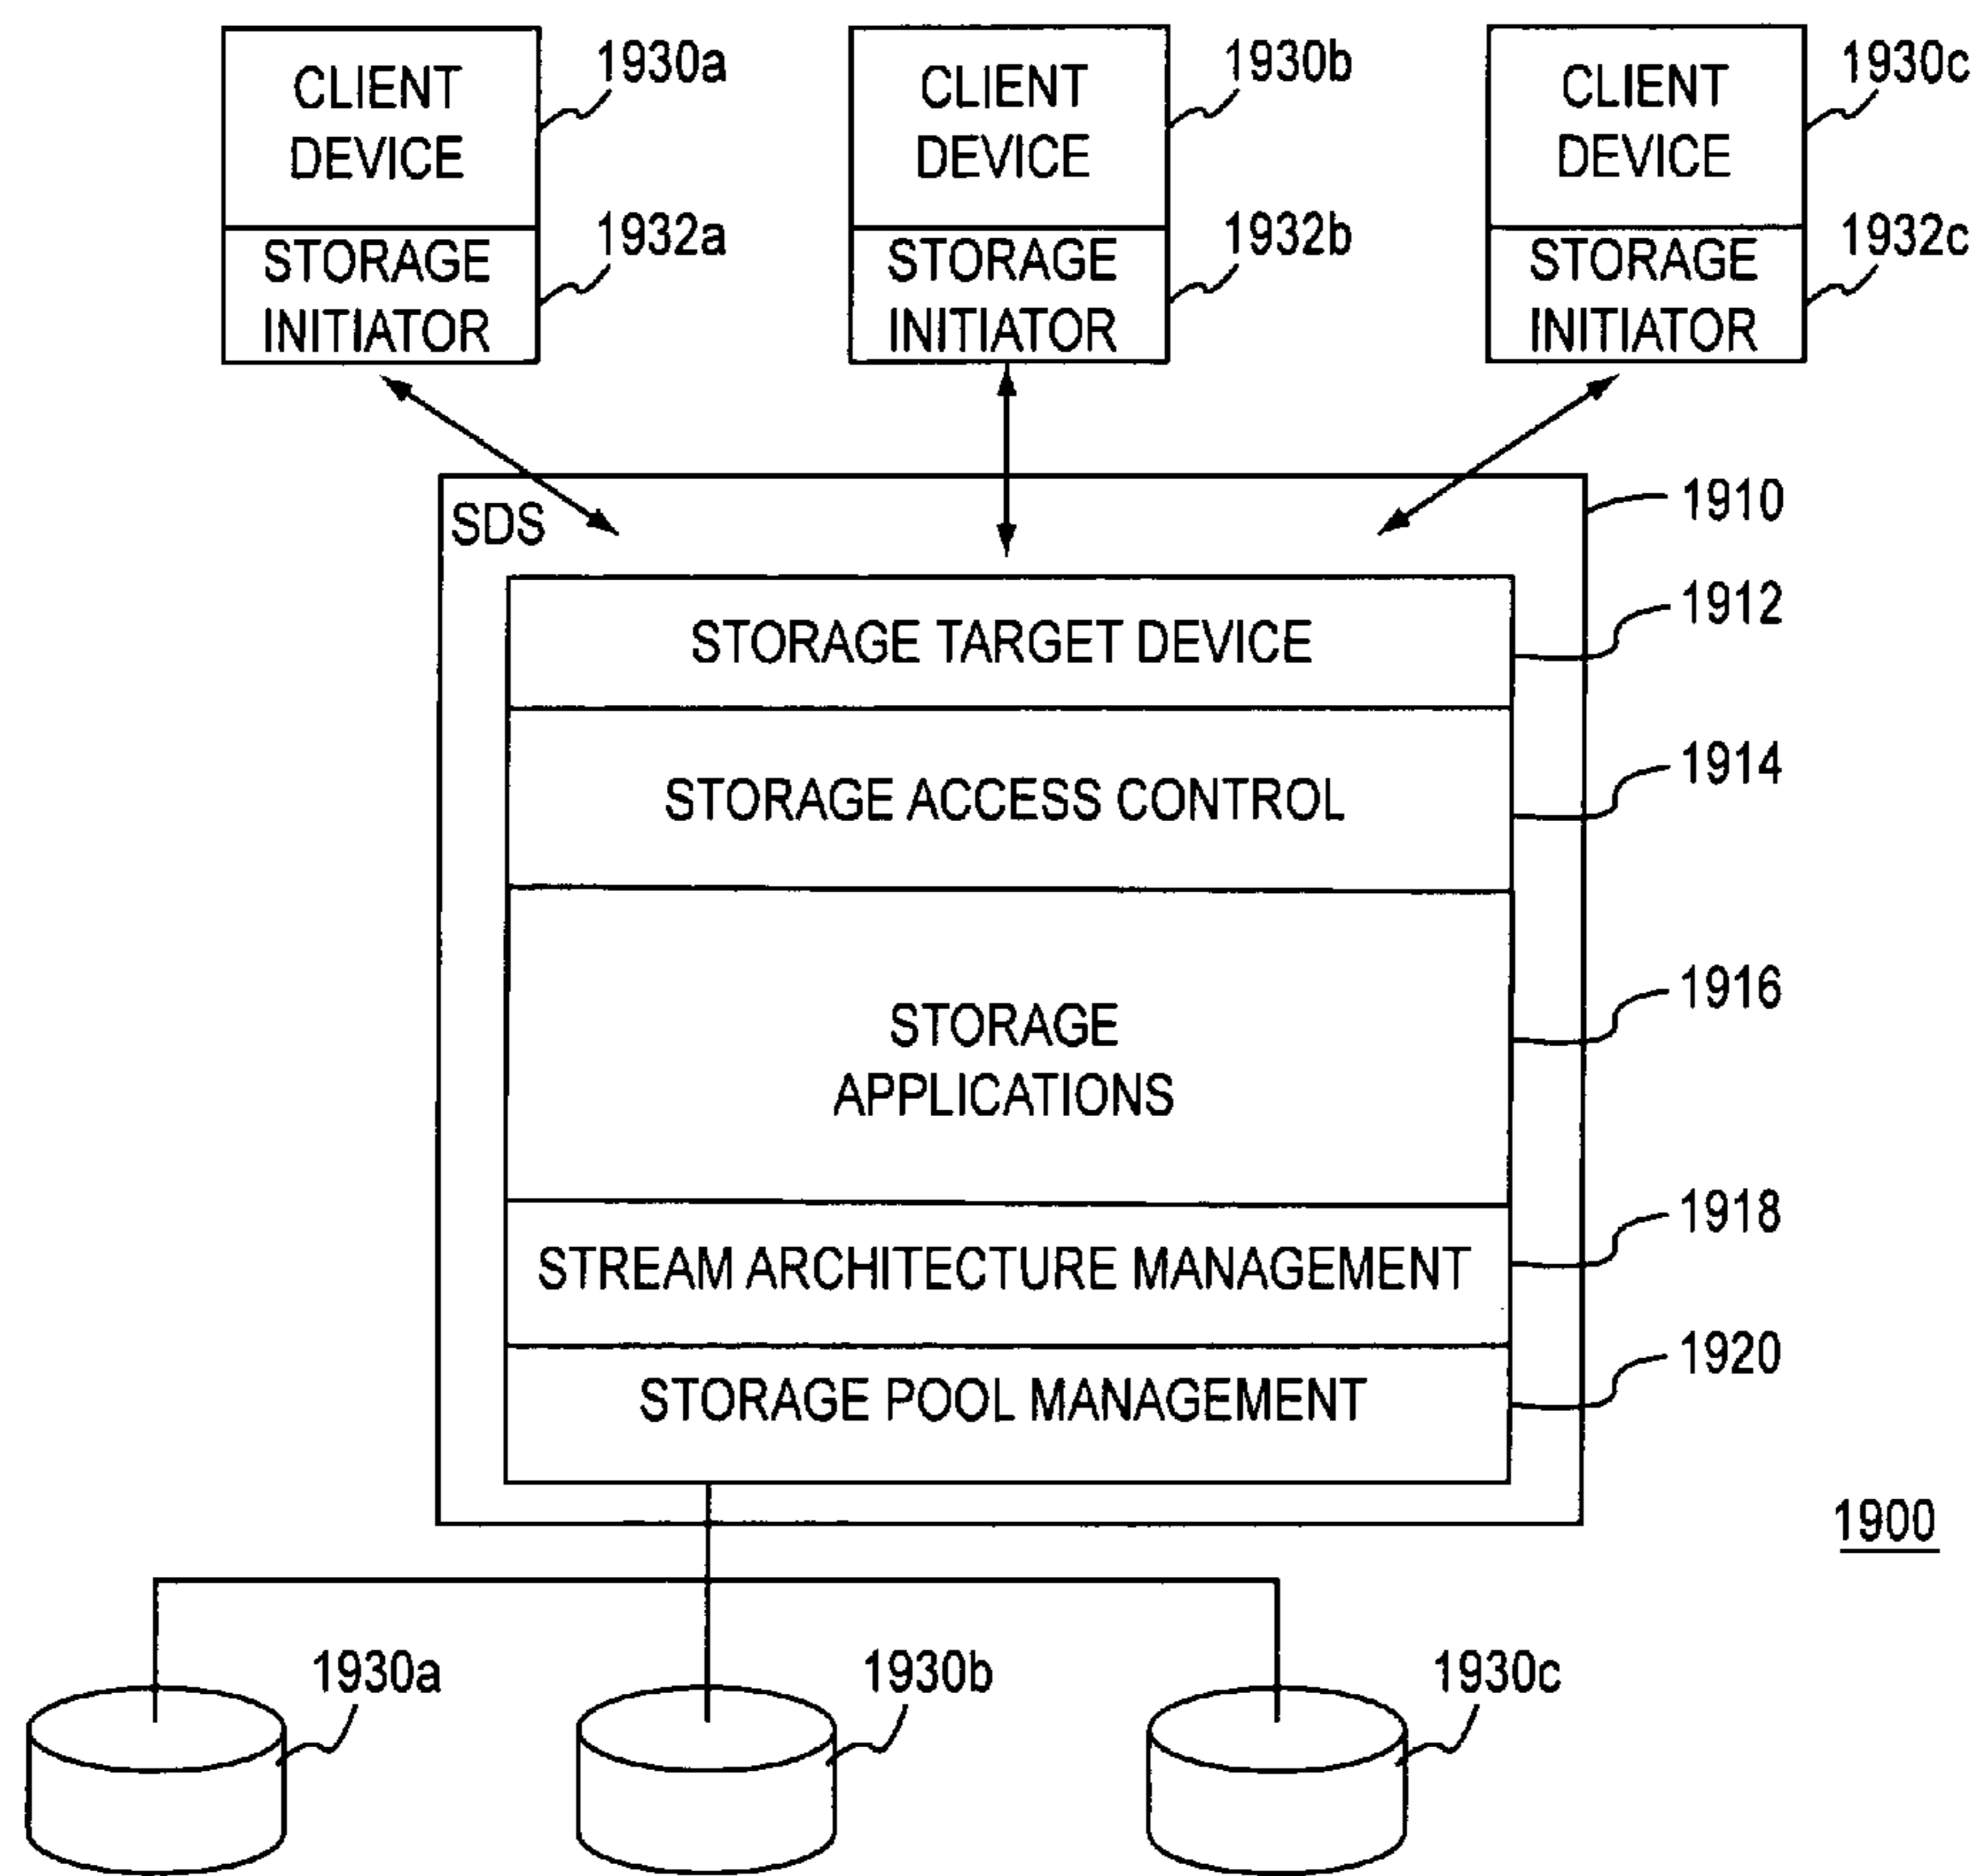 CLIENT DEVICE
1930a
STORAGE INITIATOR
1932a
CLIENT DEVICE
1930b
STORAGE INITIATOR
1932b
CLIENT DEVICE
1930c
STORAGE INITIATOR
1932c
SDS
1910
STORAGE TARGET DEVICE
1912
STORAGE ACCESS CONTROL
1914
STORAGE
APPLICATIONS
1916
STREAM ARCHITECTURE MANAGEMENT
1918
STORAGE POOL MANAGEMENT
1920
1900
1930a
1930b
1930c